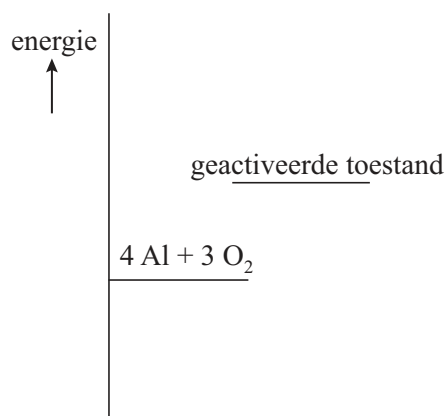 energie
geactiveerde toestand
4 Al + 3 O₂